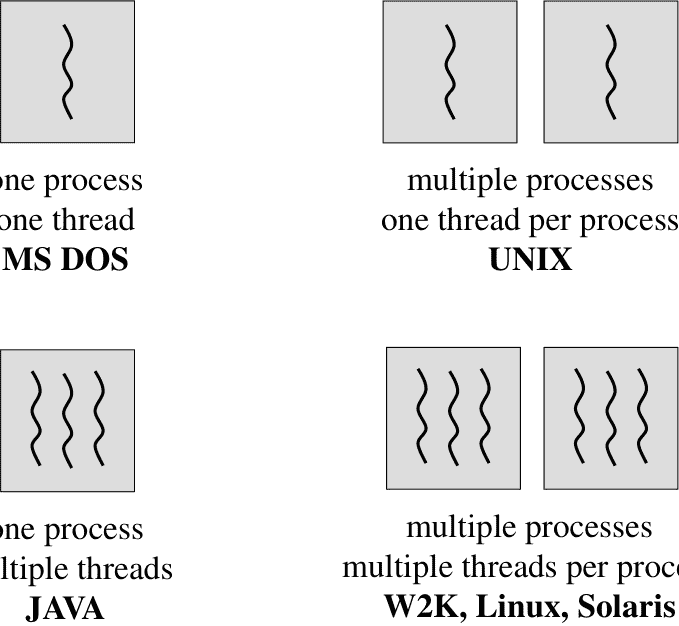 one process
one thread
MS DOS
multiple processes
one thread per process
UNIX
one process
ltiple threads
JAVA
multiple processes
multiple threads per proce
W2K, Linux, Solaris